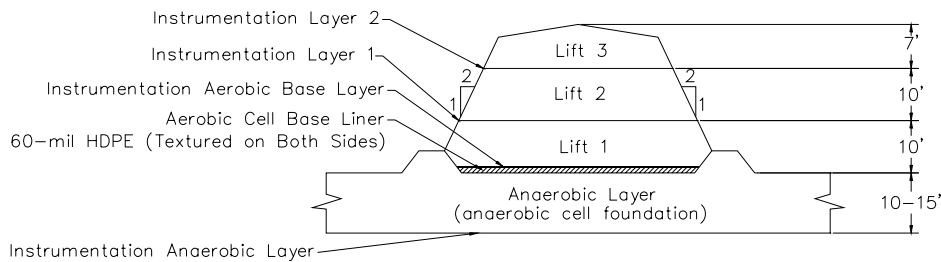 Instrumentation Layer 2
Instrumentation Layer 1
Instrumentation Aerobic Base Layer
Aerobic Cell Base Liner
60-mil HDPE (Textured on Both Sides)
Instrumentation Anaerobic Layer
Lift 3
2
1
Lift 2
2
1
Lift 1
Anaerobic Layer
(anaerobic cell foundation)
7'
10'
10'
10-15'